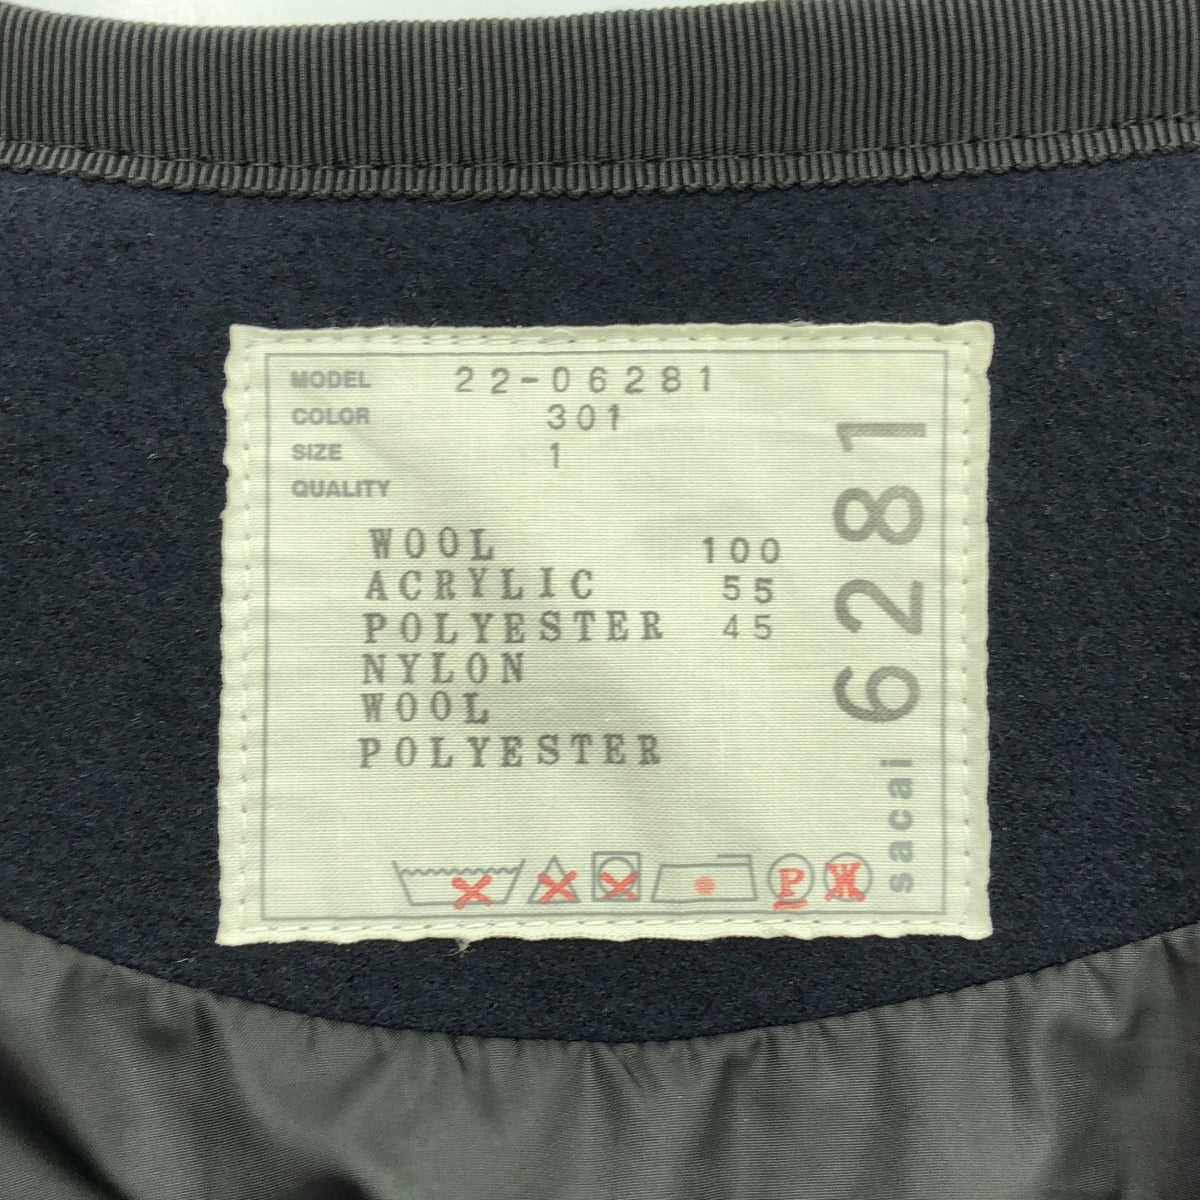 MODEL 22-06281
COLOR 301
SIZE 1
QUALITY
WOOL 100
ACRYLIC 55
POLYESTER 45
NYLON
WOOL
POLYESTER
P W
sacai 6281